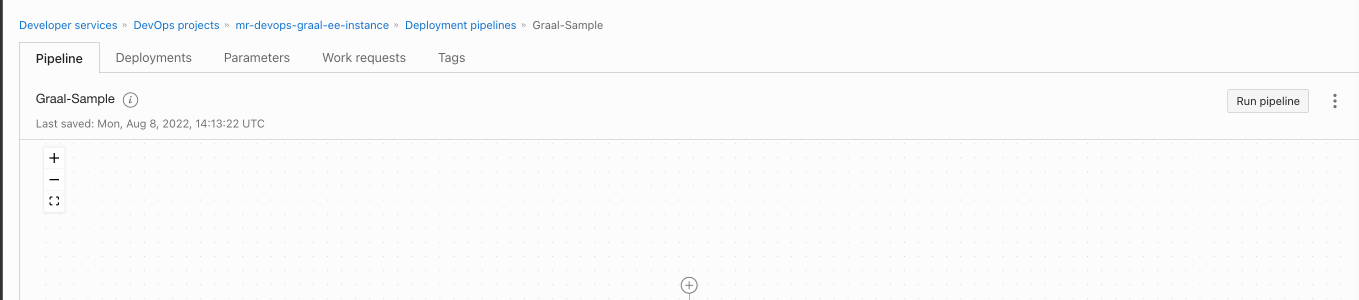 Developer services » DevOps projects » mr-devops-graal-ee-instance » Deployment pipelines » Graal-Sample
Pipeline Deployments Parameters Work requests Tags
Graal-Sample
Run pipeline
Last saved: Mon, Aug 8, 2022, 14:13:22 UTC